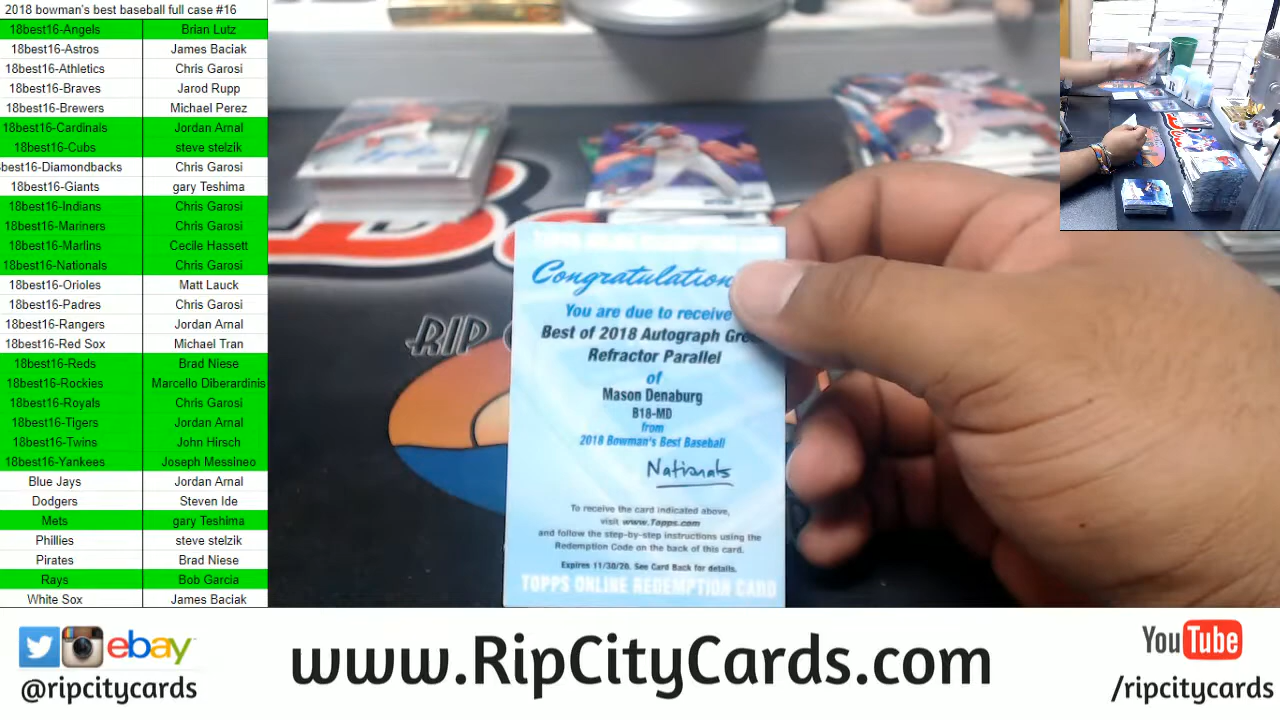 2018 bowman's best baseball full case #16
18best16-Angels Brian Lutz
18best16-Astros James Baciak
18best16-Athletics Chris Garosi
18best16-Braves Jarod Rupp
18best16-Brewers Michael Perez
18best16-Cardinals Jordan Arnal
18best16-Cubs steve stelzik
best16-Diamondbacks Chris Garosi
18best16-Giants gary Teshima
18best16-Indians Chris Garosi
18best16-Mariners Chris Garosi
18best16-Marlins Cecile Hassett
18best16-Nationals Chris Garosi
18best16-Orioles Matt Lauck
18best16-Padres Chris Garosi
18best16-Rangers Jordan Arnal
18best16-Red Sox Michael Tran
18best16-Reds Brad Niese
18best16-Rockies Marcello Diberardinis
18best16-Royals Chris Garosi
18best16-Tigers Jordan Arnal
18best16-Twins John Hirsch
18best16-Yankees Joseph Messineo
Blue Jays Jordan Arnal
Dodgers Steven Ide
Mets gary Teshima
Phillies steve stelzik
Pirates Brad Niese
Rays Bob Garcia
White Sox James Baciak
RIP
Congratulation
You are due to receive
Best of 2018 Autograph Gre
Refractor Parallel
of
Mason Denaburg
B18-MD
from
2018 Bowman's Best Baseball
Nationals
To receive the card indicated above,
visit www.Topps.com
and follow the step-by-step instructions using the
Redemption Code on the back of this card.
Expires 11/30/20. See Card Back for details.
TOPPS ONLINE REDEMPTION CARD
ebay
@ripcitycards
www.RipCityCards.com
YouTube
/ripcitycards